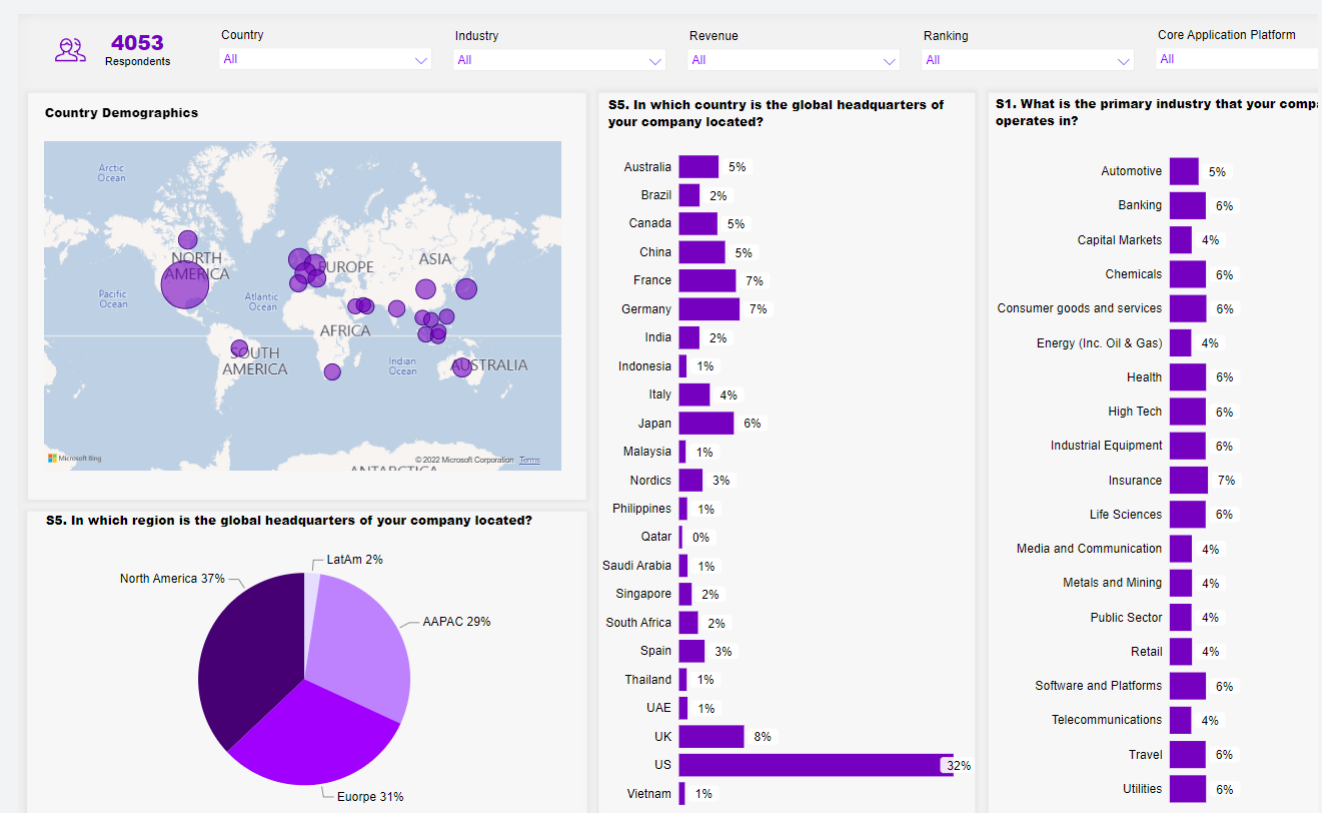 4053
Respondents
Country
All
Industry
All
Revenue
All
Ranking
All
Core Application Platform
All
Country Demographics
Arctic
Ocean
NORTH
AMERICA
EUROPE
ASIA
Pacific
Ocean
Atlantic
Ocean
AFRICA
SOUTH
AMERICA
Indian
Ocean
AUSTRALIA
ANTARCTICA
Microsoft Bing
© 2022 Microsoft Corporation Terms
S5. In which region is the global headquarters of your company located?
LatAm 2%
North America 37%
AAPAC 29%
Euorpe 31%
S5. In which country is the global headquarters of
your company located?
Australia 5%
Brazil 2%
Canada 5%
China 5%
France 7%
Germany 7%
India 2%
Indonesia 1%
Italy 4%
Japan 6%
Malaysia 1%
Nordics 3%
Philippines 1%
Qatar 0%
Saudi Arabia 1%
Singapore 2%
South Africa 2%
Spain 3%
Thailand 1%
UAE 1%
UK 8%
US 32%
Vietnam 1%
S1. What is the primary industry that your comp
operates in?
Automotive 5%
Banking 6%
Capital Markets 4%
Chemicals 6%
Consumer goods and services 6%
Energy (Inc. Oil & Gas) 4%
Health 6%
High Tech 6%
Industrial Equipment 6%
Insurance 7%
Life Sciences 6%
Media and Communication 4%
Metals and Mining 4%
Public Sector 4%
Retail 4%
Software and Platforms 6%
Telecommunications 4%
Travel 6%
Utilities 6%